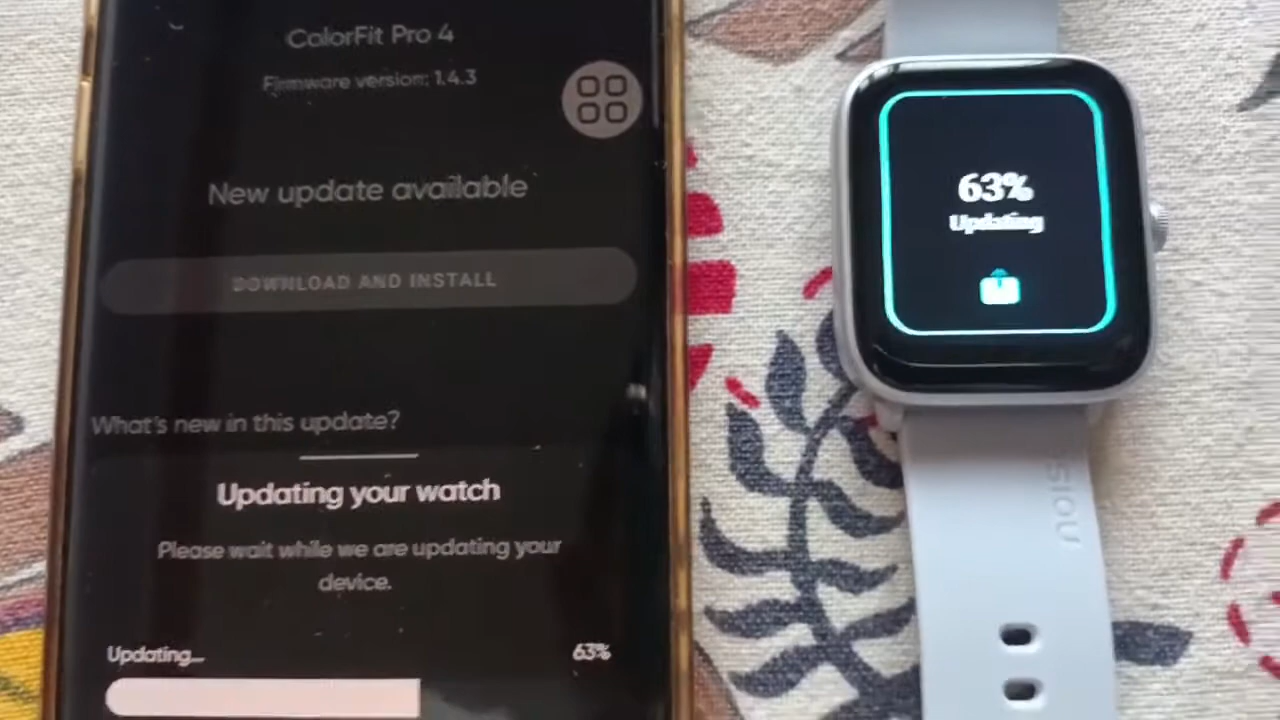 ColorFit Pro 4
Firmware version: 1.4.3
New update available
DOWNLOAD AND INSTALL
What's new in this update?
Updating your watch
Please wait while we are updating your
device.
Updating...
63%
63%
Updating